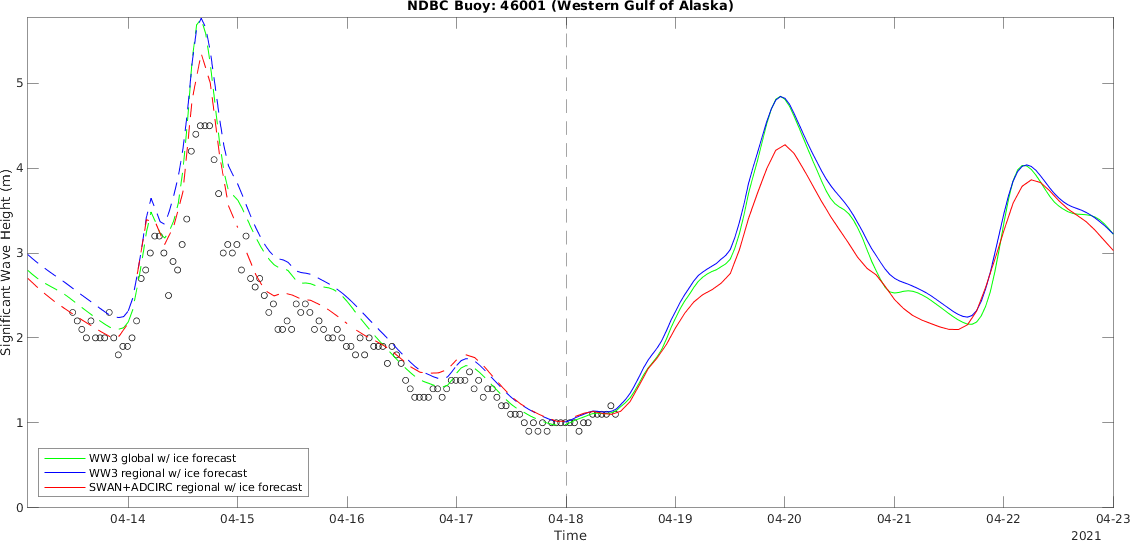 NDBC Buoy: 46001 (Western Gulf of Alaska)
Significant Wave Height (m)
5
4
3
2
1
0
WW3 global w/ ice forecast
WW3 regional w/ ice forecast
SWAN+ADCIRC regional w/ ice forecast
04-14 04-15 04-16 04-17 04-18 04-19 04-20 04-21 04-22 04-23
Time
2021